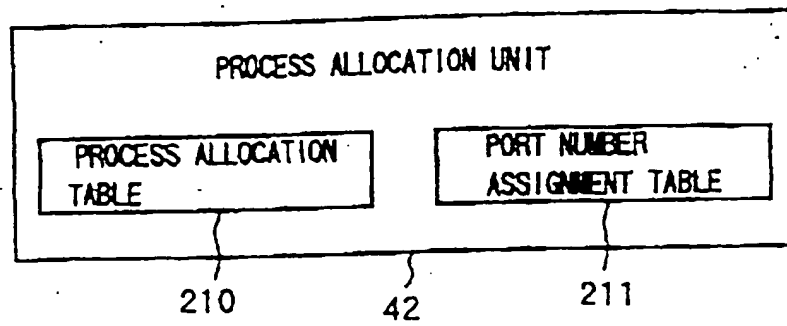 PROCESS ALLOCATION UNIT
PROCESS ALLOCATION
TABLE
PORT NUMBER
ASSIGNMENT TABLE
210
42
211